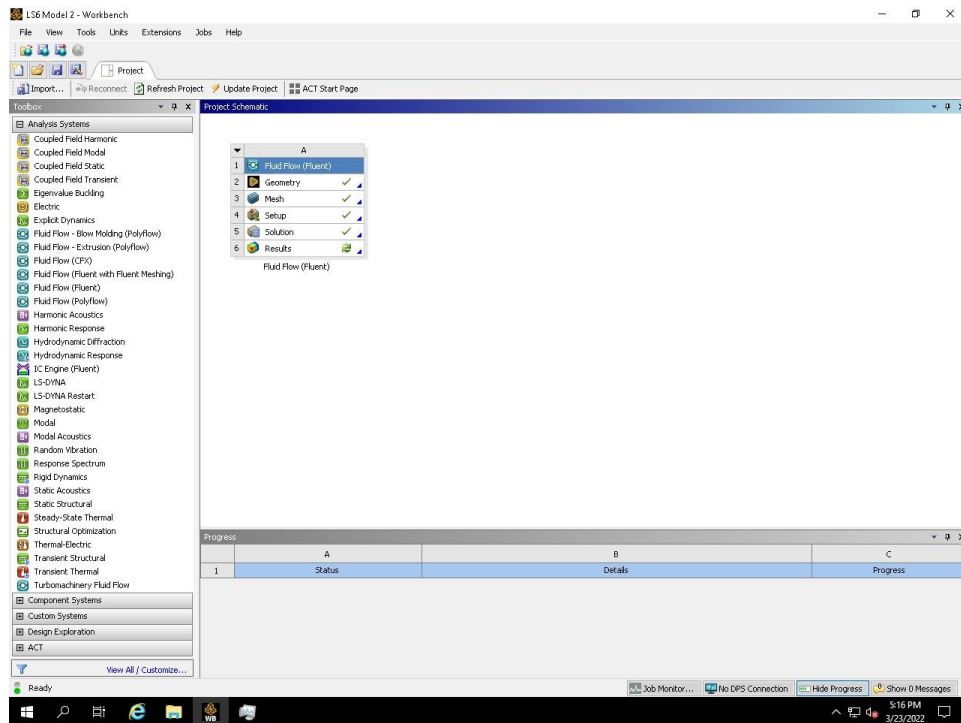 LS6 Model 2 - Workbench
File View Tools Units Extensions Jobs Help
Project
Import... Reconnect Refresh Project Update Project ACT Start Page
Toolbox
Project Schematic
Analysis Systems
Coupled Field Harmonic
Coupled Field Modal
Coupled Field Static
Coupled Field Transient
Eigenvalue Buckling
Electric
Explicit Dynamics
Fluid Flow - Blow Molding (Polyflow)
Fluid Flow - Extrusion (Polyflow)
Fluid Flow (CFX)
Fluid Flow (Fluent with Fluent Meshing)
Fluid Flow (Fluent)
Fluid Flow (Polyflow)
Harmonic Acoustics
Harmonic Response
Hydrodynamic Diffraction
Hydrodynamic Response
IC Engine (Fluent)
LS-DYNA
LS-DYNA Restart
Magnetostatic
Modal
Modal Acoustics
Random Vibration
Response Spectrum
Rigid Dynamics
Static Acoustics
Static Structural
Steady-State Thermal
Structural Optimization
Thermal-Electric
Transient Structural
Transient Thermal
Turbomachinery Fluid Flow
Component Systems
Custom Systems
Design Exploration
ACT
View All / Customize...
A
1 Fluid Flow (Fluent)
2 Geometry
3 Mesh
4 Setup
5 Solution
6 Results
Fluid Flow (Fluent)
Progress
A B C
1 Status Details Progress
Ready
Job Monitor... No DPS Connection Hide Progress Show 0 Messages
WB
5:16 PM
3/23/2022